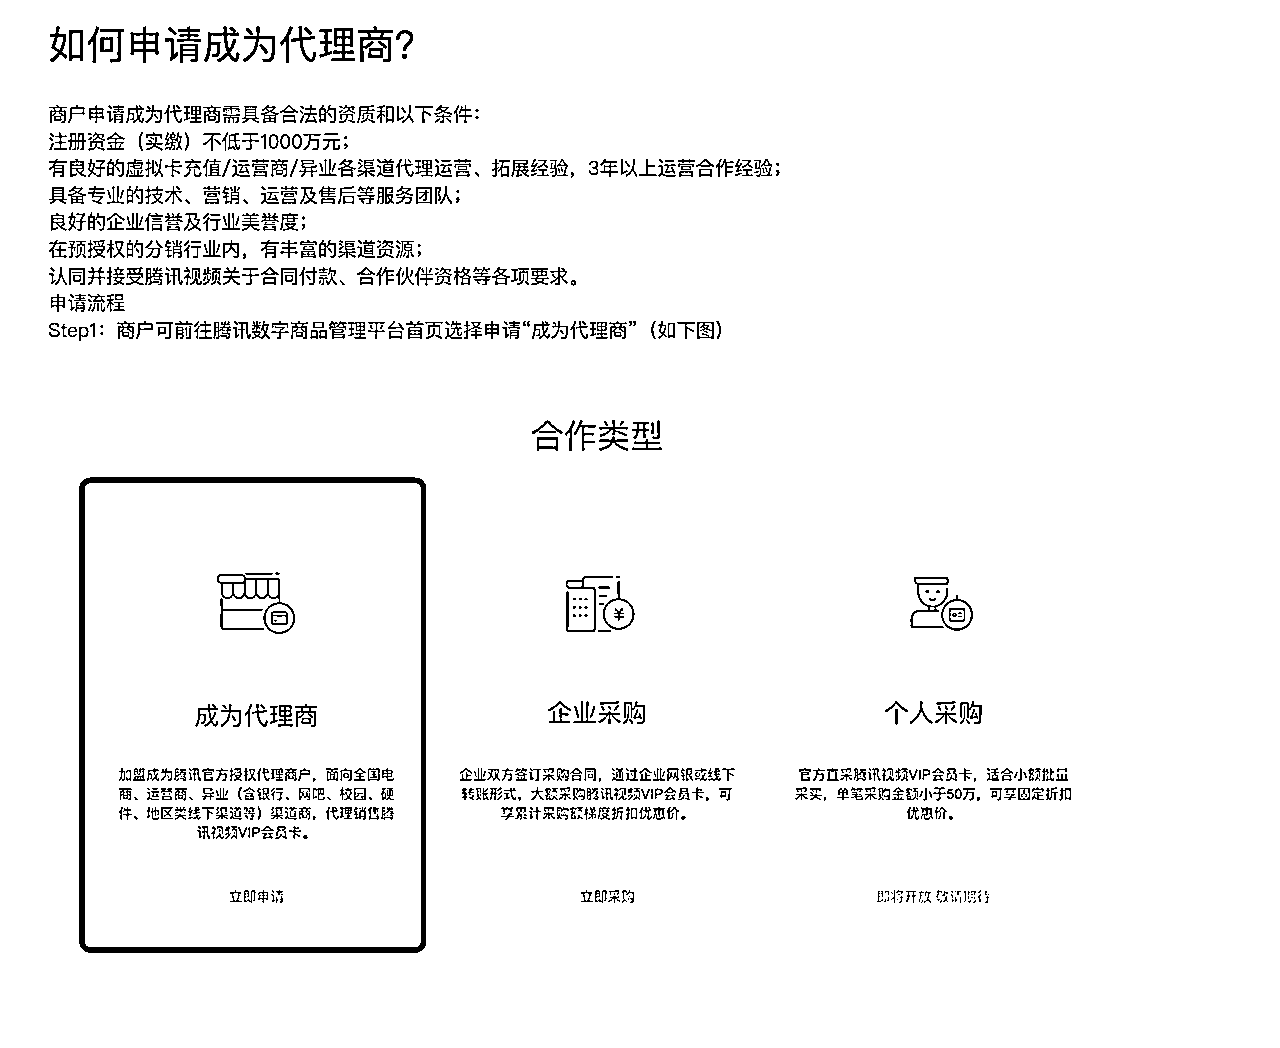 如何申请成为代理商?
商户申请成为代理商需具备合法的资质和以下条件：
注册资金（实缴）不低于1000万元；
有良好的虚拟卡充值/运营商/异业各渠道代理运营、拓展经验，3年以上运营合作经验；
具备专业的技术、营销、运营及售后等服务团队；
良好的企业信誉及行业美誉度；
在预授权的分销行业内，有丰富的渠道资源；
认同并接受腾讯视频关于合同付款、合作伙伴资格等各项要求。
申请流程
Step1：商户可前往腾讯数字商品管理平台首页选择申请“成为代理商”（如下图）
合作类型
成为代理商
加盟成为腾讯官方授权代理商户，面向全国电
商、运营商、异业（含银行、网吧、校园、硬
件、地区类线下渠道等）渠道商，代理销售腾
讯视频VIP会员卡。
立即申请
企业采购
企业双方签订采购合同，通过企业网银或线下
转账形式，大额采购腾讯视频VIP会员卡，可
享累计采购额梯度折扣优惠价。
立即采购
个人采购
官方直采腾讯视频VIP会员卡，适合小额批量
采买，单笔采购金额小于50万，可享固定折扣
优惠价。
即将开放 敬请期待